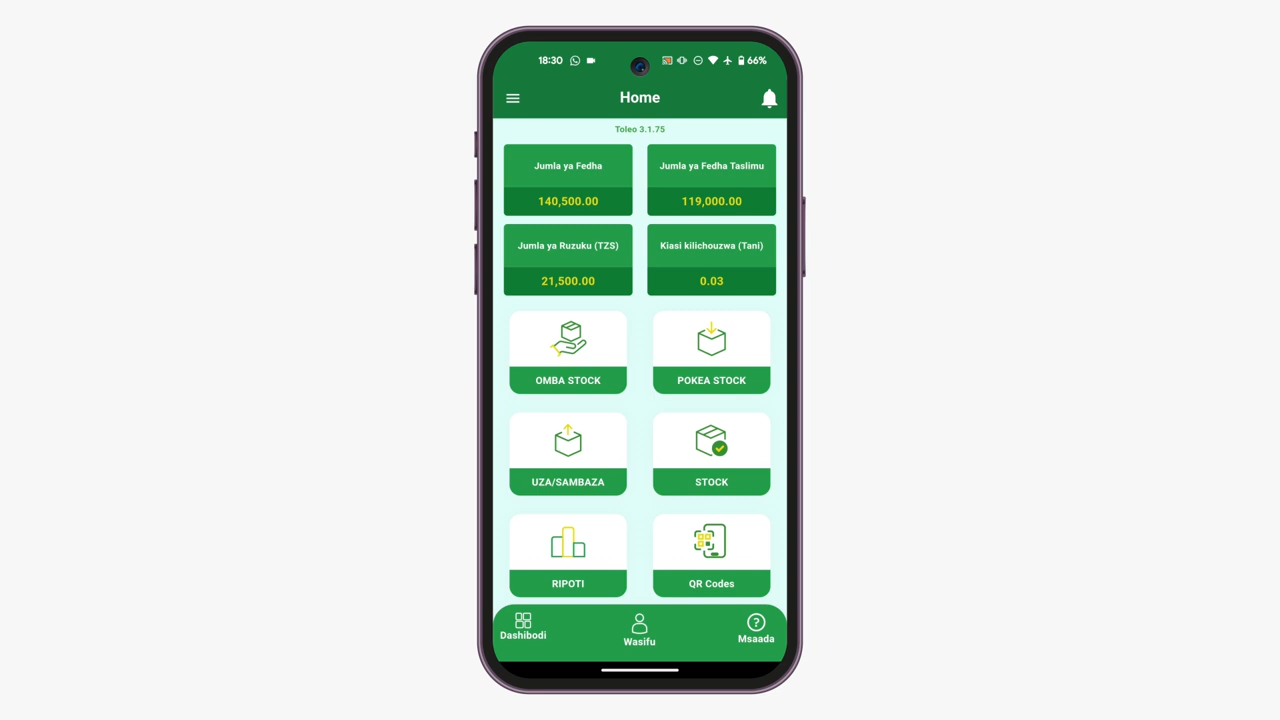 18:30 66%
Home
Toleo 3.1.75
Jumla ya Fedha
140,500.00
Jumla ya Fedha Taslimu
119,000.00
Jumla ya Ruzuku (TZS)
21,500.00
Kiasi kilichouzwa (Tani)
0.03
OMBA STOCK
POKEA STOCK
UZA/SAMBAZA
STOCK
RIPOTI
QR Codes
Dashibodi
Wasifu
Msaada